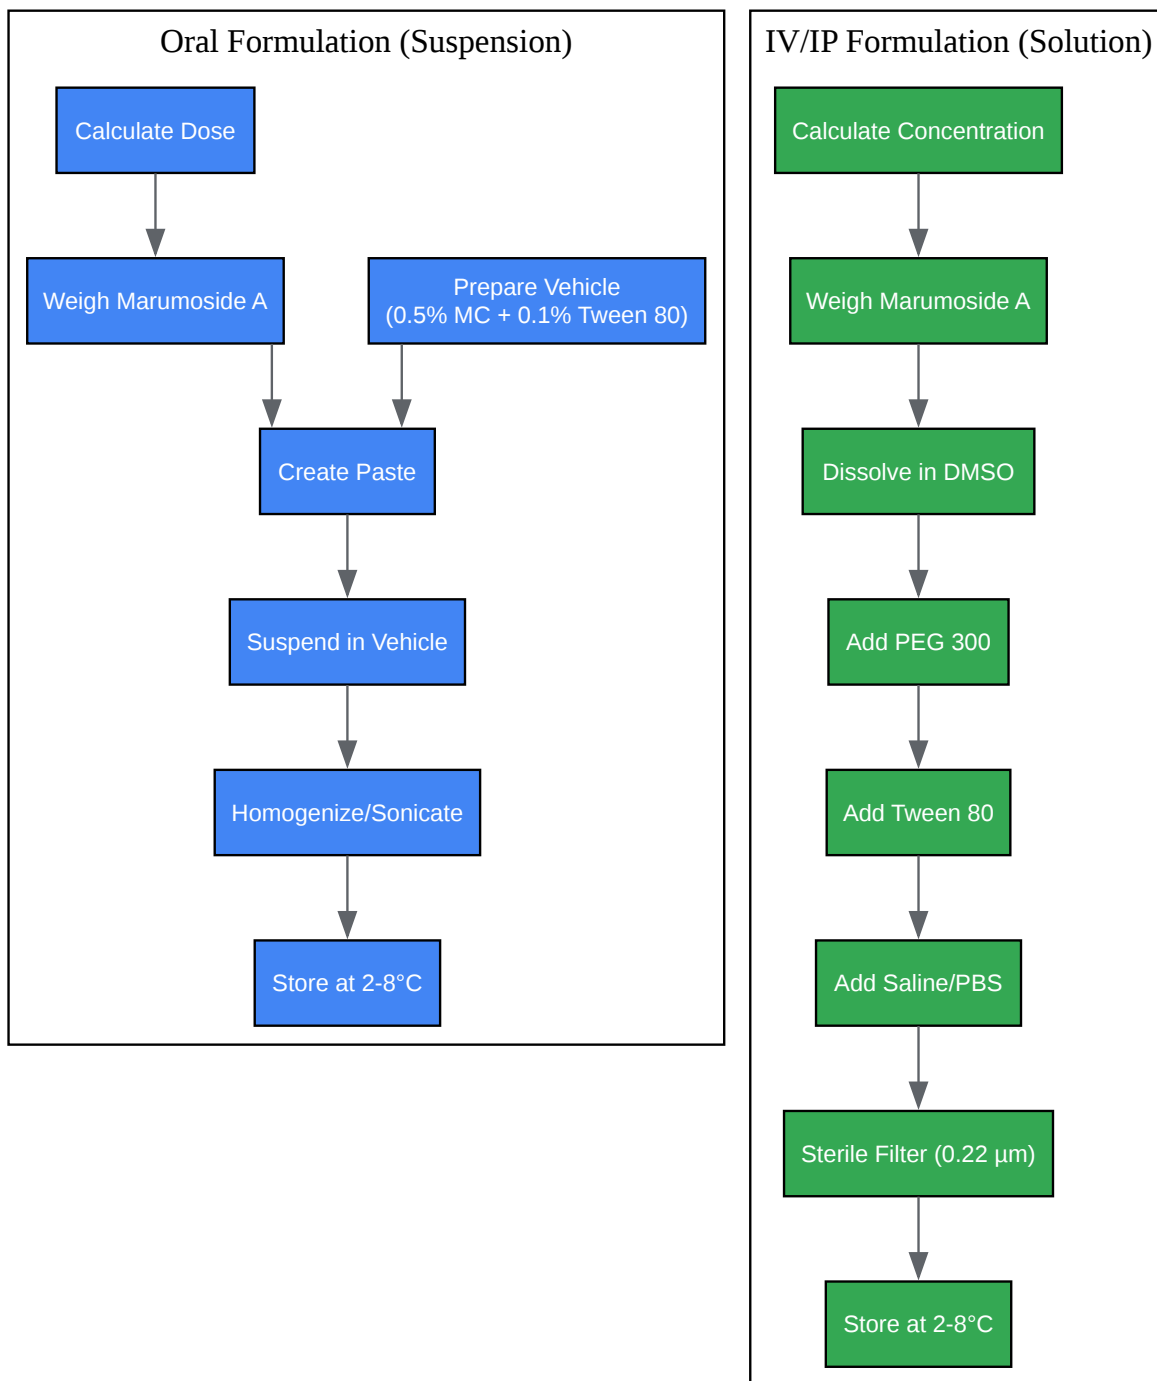 Oral Formulation (Suspension)
Calculate Dose
Weigh Marumoside A
Prepare Vehicle
(0.5% MC + 0.1% Tween 80)
Create Paste
Suspend in Vehicle
Homogenize/Sonicate
Store at 2-8°C
IV/IP Formulation (Solution)
Calculate Concentration
Weigh Marumoside A
Dissolve in DMSO
Add PEG 300
Add Tween 80
Add Saline/PBS
Sterile Filter (0.22 µm)
Store at 2-8°C